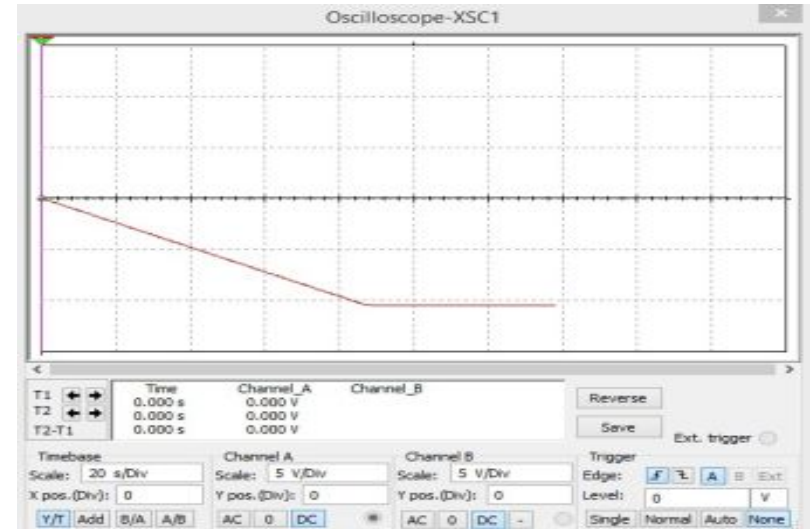 Oscilloscope-XSC1
Time Channel_A Channel_B
T1 0.000 s 0.000 V
T2 0.000 s 0.000 V
T2-T1 0.000 s 0.000 V
Reverse
Save
Ext. trigger
Timebase Channel A Channel B Trigger
Scale: 20 s/Div Scale: 5 V/Div Scale: 5 V/Div Edge: A B Ext
X pos.(Div): 0 Y pos.(Div): 0 Y pos.(Div): 0 Level: 0 V
Y/T Add B/A A/B AC 0 DC AC 0 DC - Single Normal Auto None